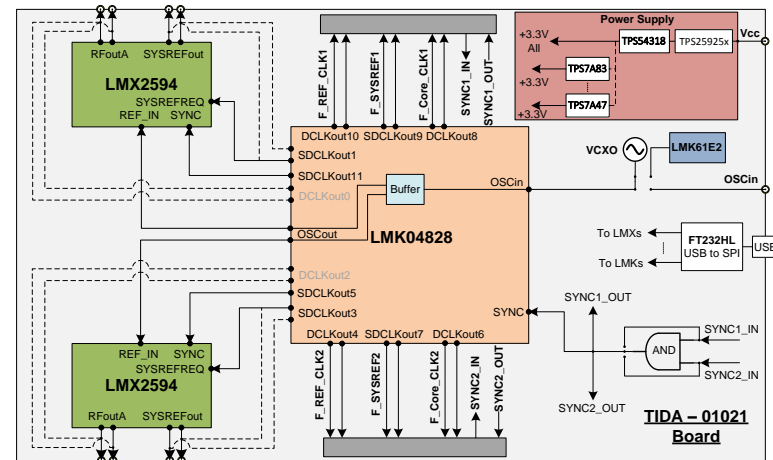 RFoutA SYSREFout
LMX2594
SYSREFREQ
REF_IN SYNC
F_REF_CLK1
F_SYSREF1
F_Core_CLK1
SYNC1_IN
SYNC1_OUT
Power Supply
+3.3V
All
TPS54318
TPS25925x
Vcc
TPS7A83
+3.3V
TPS7A47
+3.3V
DCLKout10 SDCLKout9 DCLKout8
SDCLKout1
SDCLKout11
DCLKout0
Buffer
OSCin
OSCout
LMK04828
VCXO
LMK61E2
OSCin
To LMXs
To LMKs
FT232HL
USB to SPI
USB
DCLKout2
SDCLKout5
SDCLKout3
SYNC
DCLKout4 SDCLKout7 DCLKout6
SYNC1_OUT
AND
SYNC1_IN
SYNC2_IN
SYNC2_OUT
REF_IN SYNC
SYSREFREQ
LMX2594
RFoutA SYSREFout
F_REF_CLK2
F_SYSREF2
F_Core_CLK2
SYNC2_IN
SYNC2_OUT
TIDA – 01021
Board